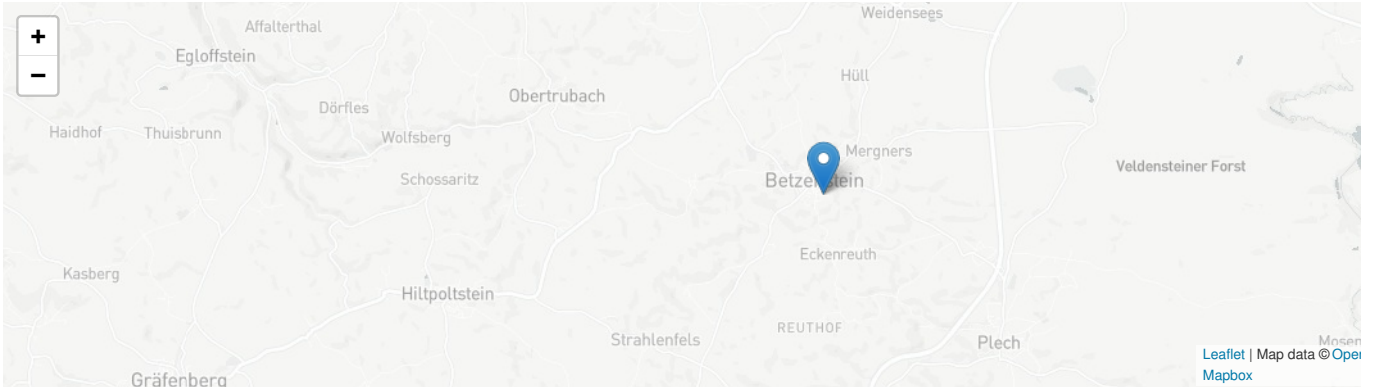 +
−
Affalterthal
Weidensees
Egloffstein
Hüll
Obertrubach
Dörfles
Haidhof
Thuisbrunn
Wolfsberg
Mergners
Betzenstein
Veldensteiner Forst
Schossaritz
Eckenreuth
Kasberg
Hiltpoltstein
REUTHOF
Strahlenfels
Plech
Mosen
Gräfenberg
Leaflet | Map data © Oper
Mapbox